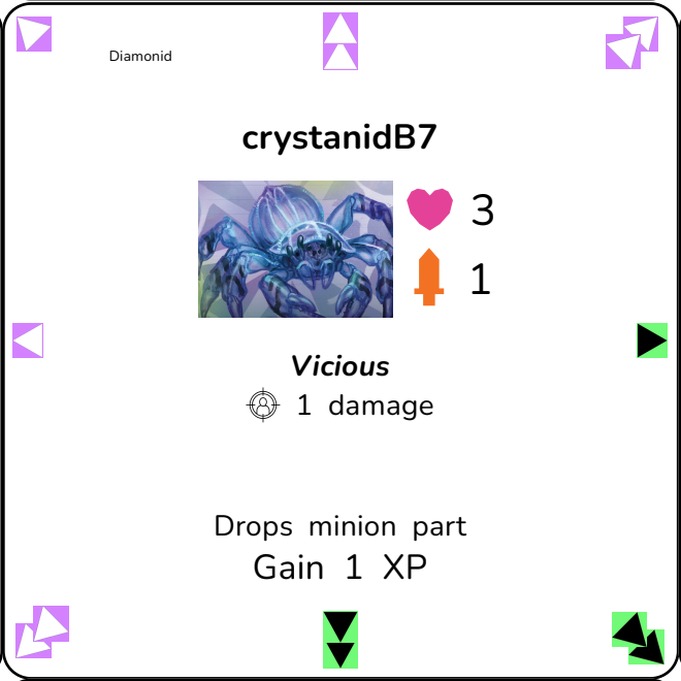 Diamonid
crystanidB7
3
1
Vicious
1 damage
Drops minion part
Gain 1 XP